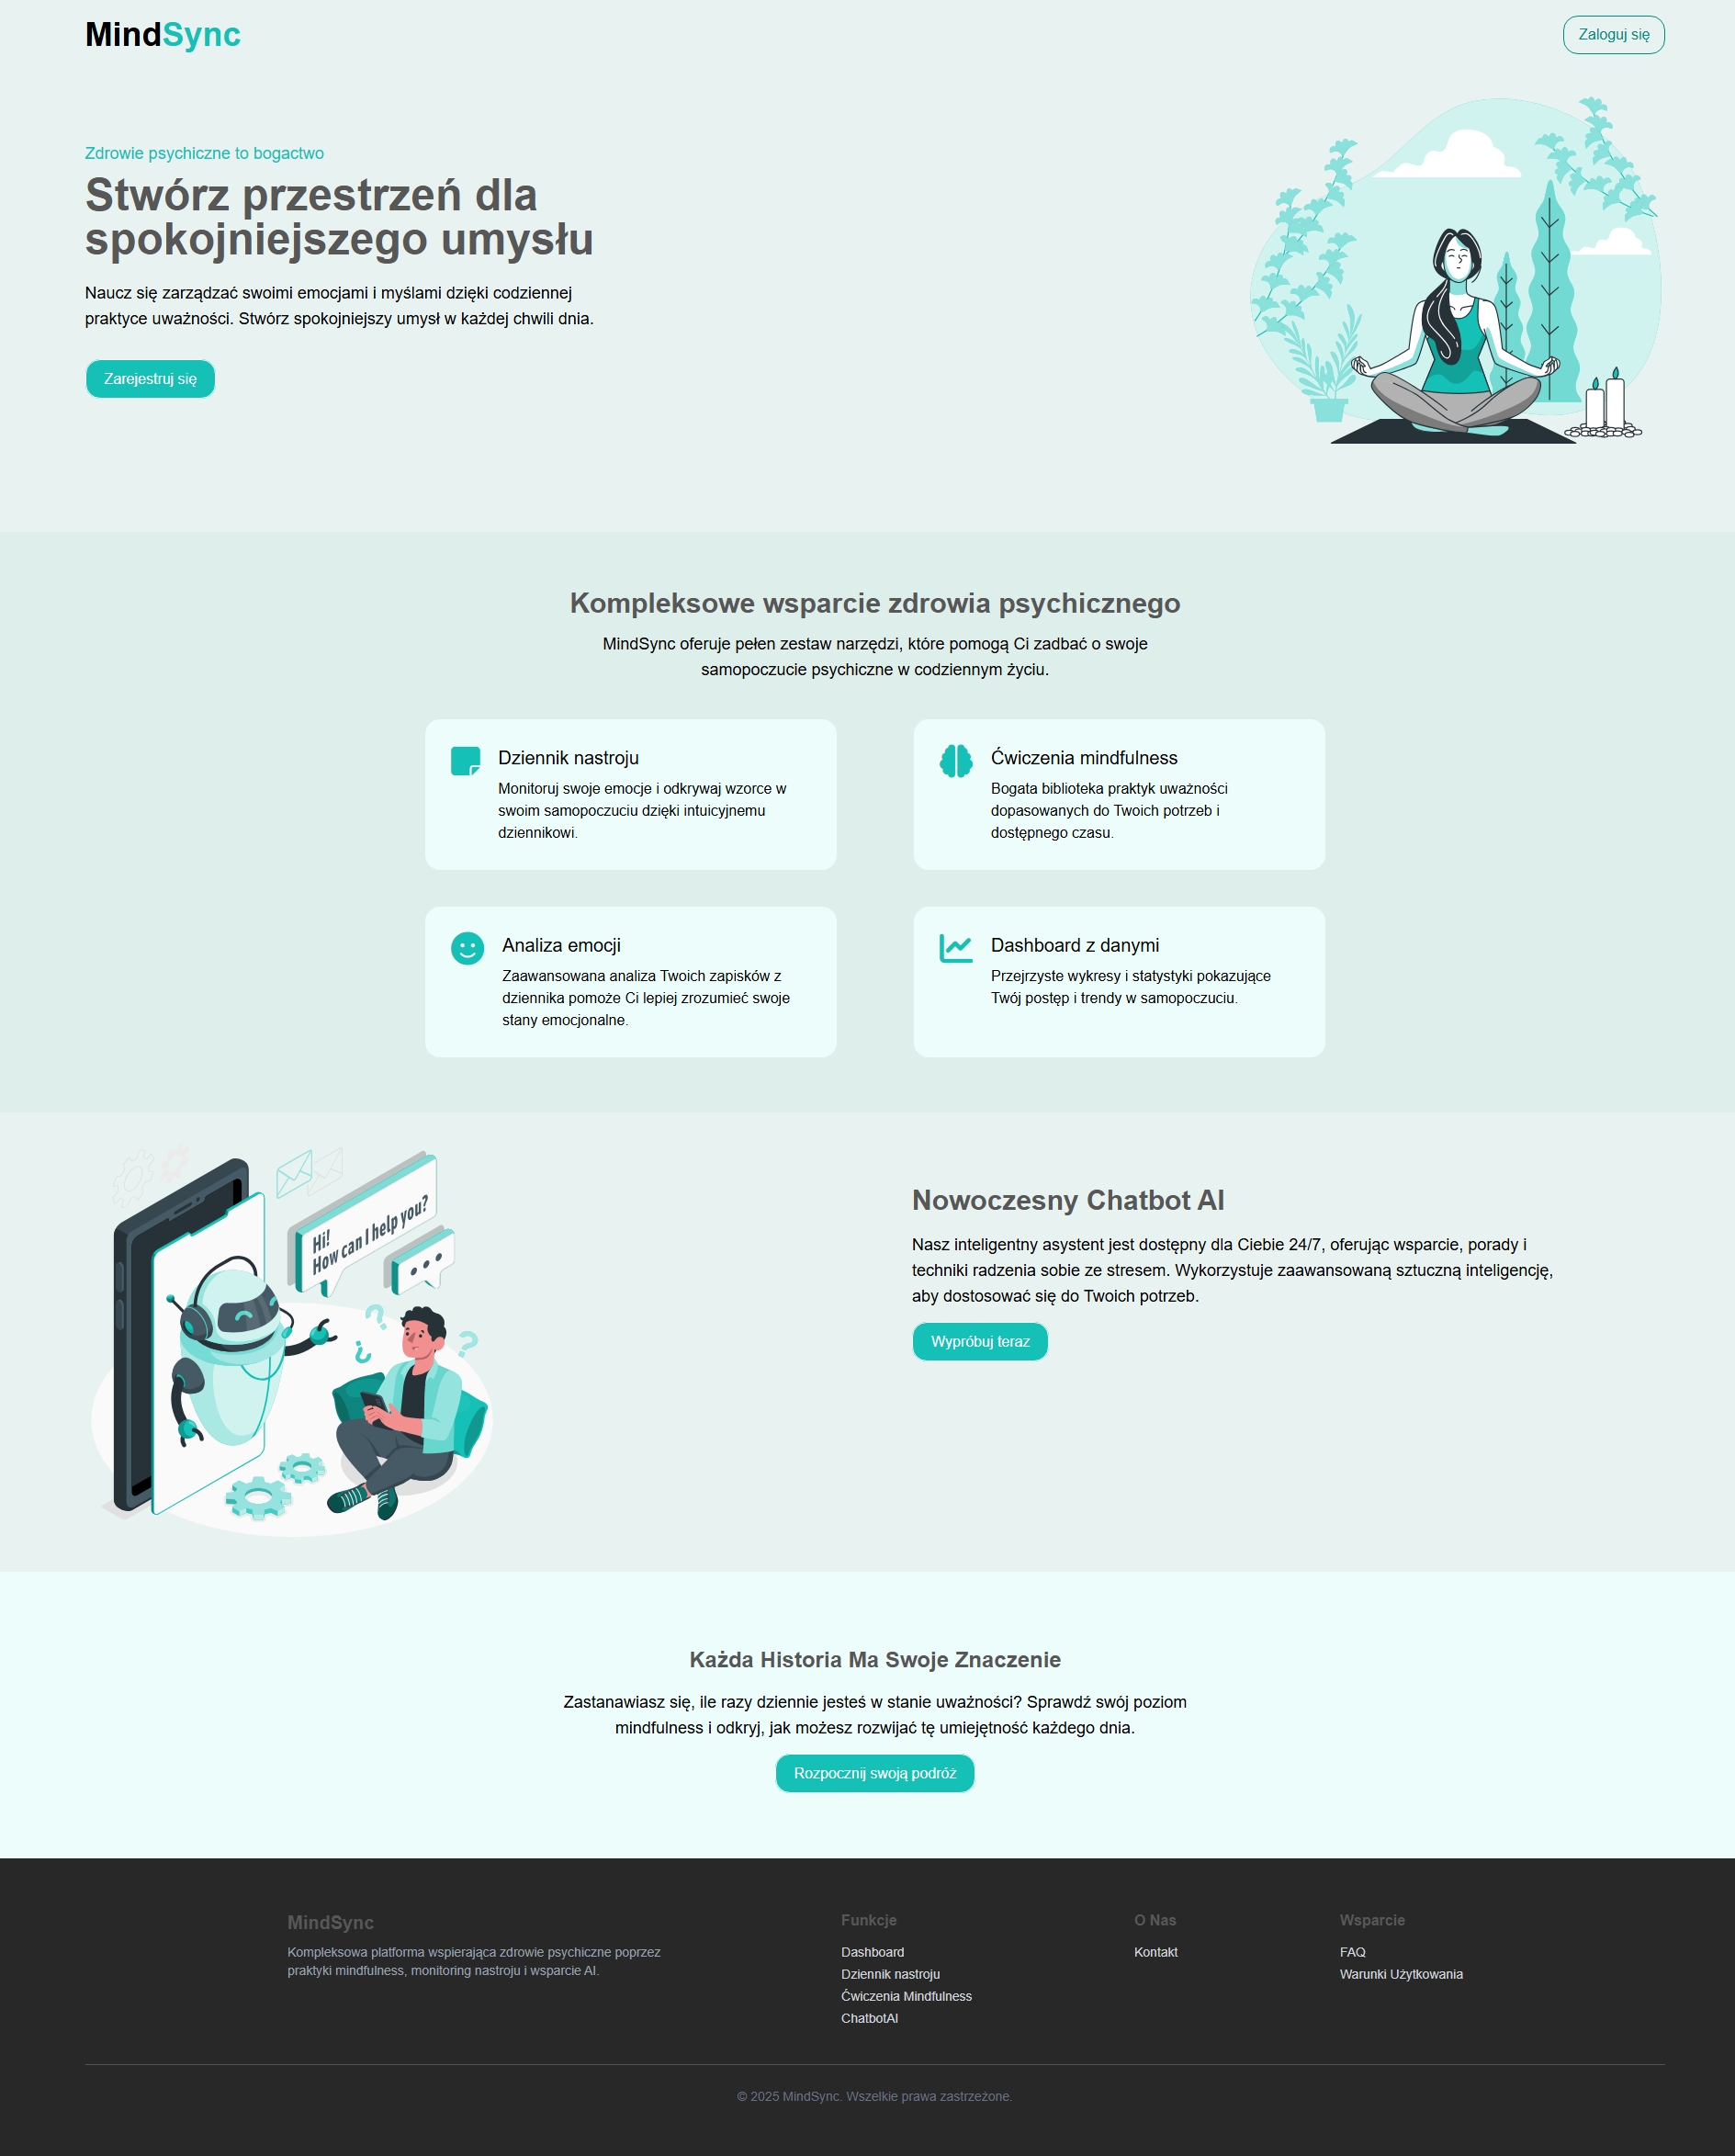 MindSync
Zaloguj się
Zdrowie psychiczne to bogactwo
Stwórz przestrzeń dla
spokojniejszego umysłu
Naucz się zarządzać swoimi emocjami i myślami dzięki codziennej
praktyce uważności. Stwórz spokojniejszy umysł w każdej chwili dnia.
Zarejestruj się
Kompleksowe wsparcie zdrowia psychicznego
MindSync oferuje pełen zestaw narzędzi, które pomogą Ci zadbać o swoje
samopoczucie psychiczne w codziennym życiu.
Dziennik nastroju
Monitoruj swoje emocje i odkrywaj wzorce w
swoim samopoczuciu dzięki intuicyjnemu
dziennikowi.
Ćwiczenia mindfulness
Bogata biblioteka praktyk uważności
dopasowanych do Twoich potrzeb i
dostępnego czasu.
Analiza emocji
Zaawansowana analiza Twoich zapisków z
dziennika pomoże Ci lepiej zrozumieć swoje
stany emocjonalne.
Dashboard z danymi
Przejrzyste wykresy i statystyki pokazujące
Twój postęp i trendy w samopoczuciu.
Hi!
How can I help you?
Nowoczesny Chatbot AI
Nasz inteligentny asystent jest dostępny dla Ciebie 24/7, oferując wsparcie, porady i
techniki radzenia sobie ze stresem. Wykorzystuje zaawansowaną sztuczną inteligencję,
aby dostosować się do Twoich potrzeb.
Wypróbuj teraz
Każda Historia Ma Swoje Znaczenie
Zastanawiasz się, ile razy dziennie jesteś w stanie uważności? Sprawdź swój poziom
mindfulness i odkryj, jak możesz rozwijać tę umiejętność każdego dnia.
Rozpocznij swoją podróż
MindSync
Kompleksowa platforma wspierająca zdrowie psychiczne poprzez
praktyki mindfulness, monitoring nastroju i wsparcie AI.
Funkcje
Dashboard
Dziennik nastroju
Ćwiczenia Mindfulness
ChatbotAI
O Nas
Kontakt
Wsparcie
FAQ
Warunki Użytkowania
© 2025 MindSync. Wszelkie prawa zastrzeżone.